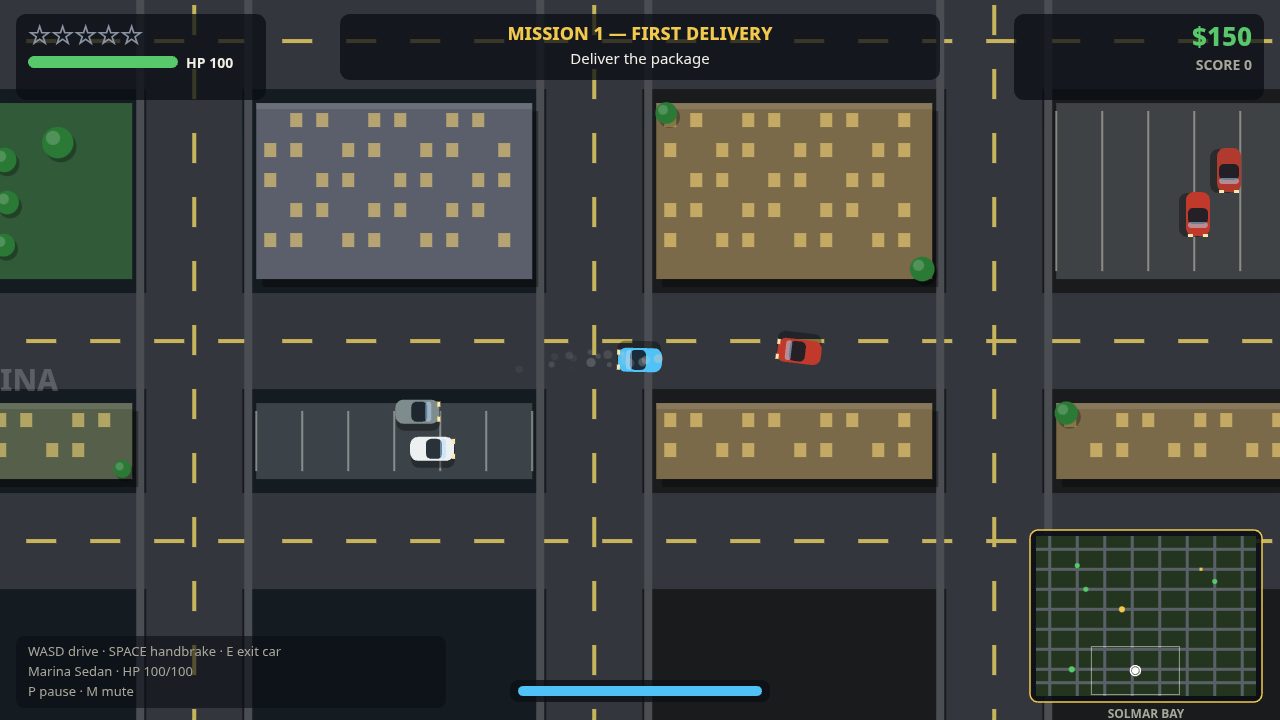 ☆☆☆☆☆
HP 100
MISSION 1 — FIRST DELIVERY
Deliver the package
$150
SCORE 0
INA
WASD drive · SPACE handbrake · E exit car
Marina Sedan · HP 100/100
P pause · M mute
SOLMAR BAY